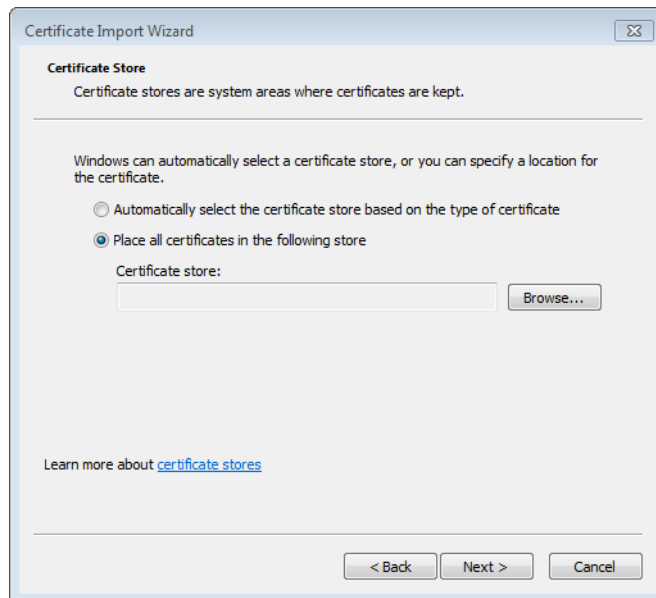 Certificate Import Wizard
Certificate Store
Certificate stores are system areas where certificates are kept.
Windows can automatically select a certificate store, or you can specify a location for
the certificate.
Automatically select the certificate store based on the type of certificate
Place all certificates in the following store
Certificate store:
Browse...
Learn more about certificate stores
< Back Next > Cancel